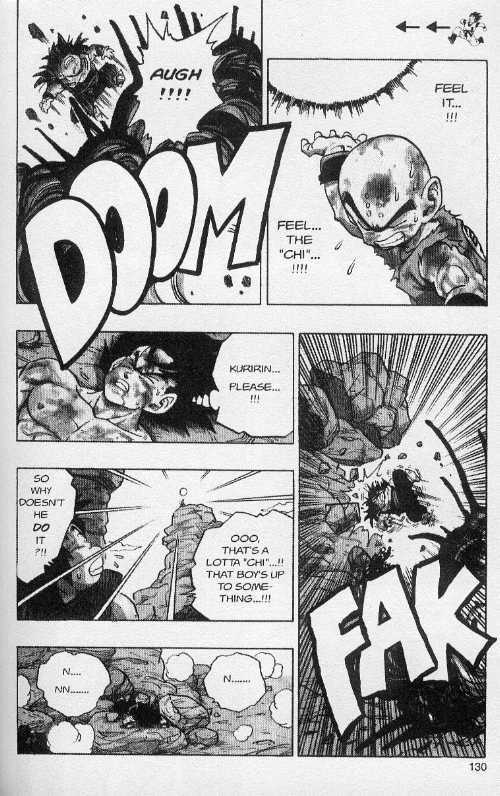 FEEL
IT...
!!!
FEEL...
THE
"CHI"...
!!!!
AUGH
!!!!
DOOOM
FAK
KURIRIN...
PLEASE...
!!!
OOO,
THAT'S A
LOTTA "CHI"...!!
THAT BOY'S UP
TO SOME-
THING...!!!
SO
WHY
DOESN'T
HE
DO
IT
?!!
N.......
N....
NN.......
130